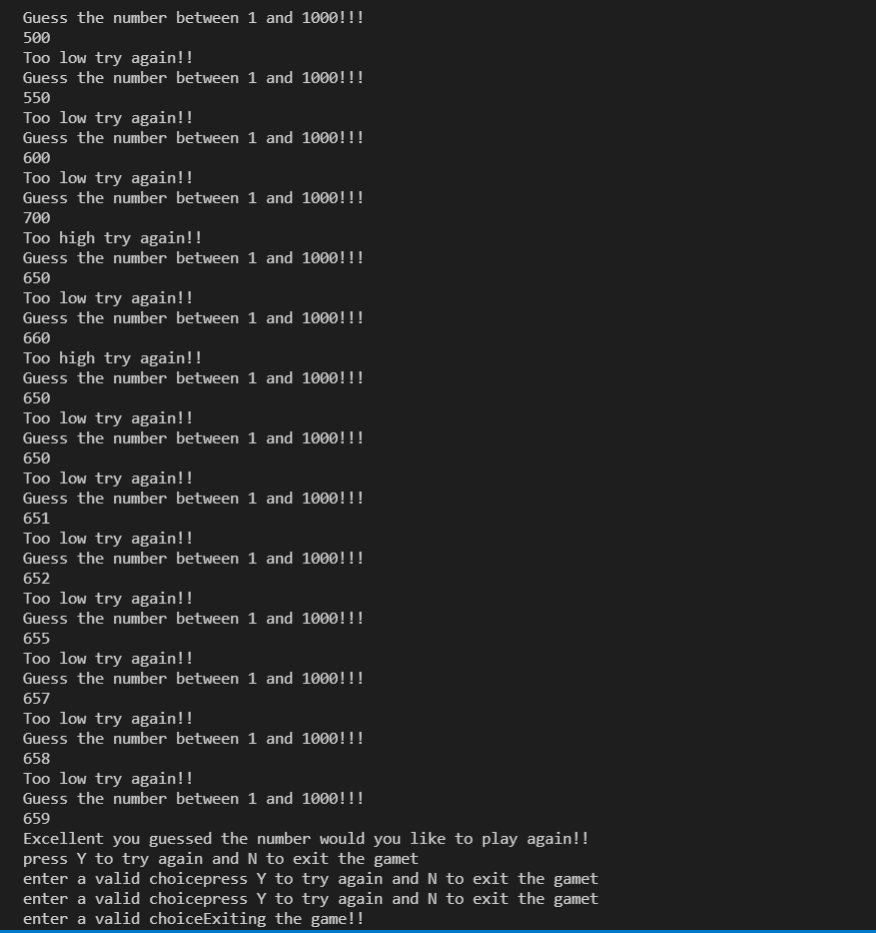 Guess the number between 1 and 1000!!!
500
Too low try again!!
Guess the number between 1 and 1000!!!
550
Too low try again!!
Guess the number between 1 and 1000!!!
600
Too low try again!!
Guess the number between 1 and 1000!!!
700
Too high try again!!
Guess the number between 1 and 1000!!!
650
Too low try again!!
Guess the number between 1 and 1000!!!
660
Too high try again!!
Guess the number between 1 and 1000!!!
650
Too low try again!!
Guess the number between 1 and 1000!!!
650
Too low try again!!
Guess the number between 1 and 1000!!!
651
Too low try again!!
Guess the number between 1 and 1000!!!
652
Too low try again!!
Guess the number between 1 and 1000!!!
655
Too low try again!!
Guess the number between 1 and 1000!!!
657
Too low try again!!
Guess the number between 1 and 1000!!!
658
Too low try again!!
Guess the number between 1 and 1000!!!
659
Excellent you guessed the number would you like to play again!!
press Y to try again and N to exit the gamet
enter a valid choicepress Y to try again and N to exit the gamet
enter a valid choicepress Y to try again and N to exit the gamet
enter a valid choiceExiting the game!!